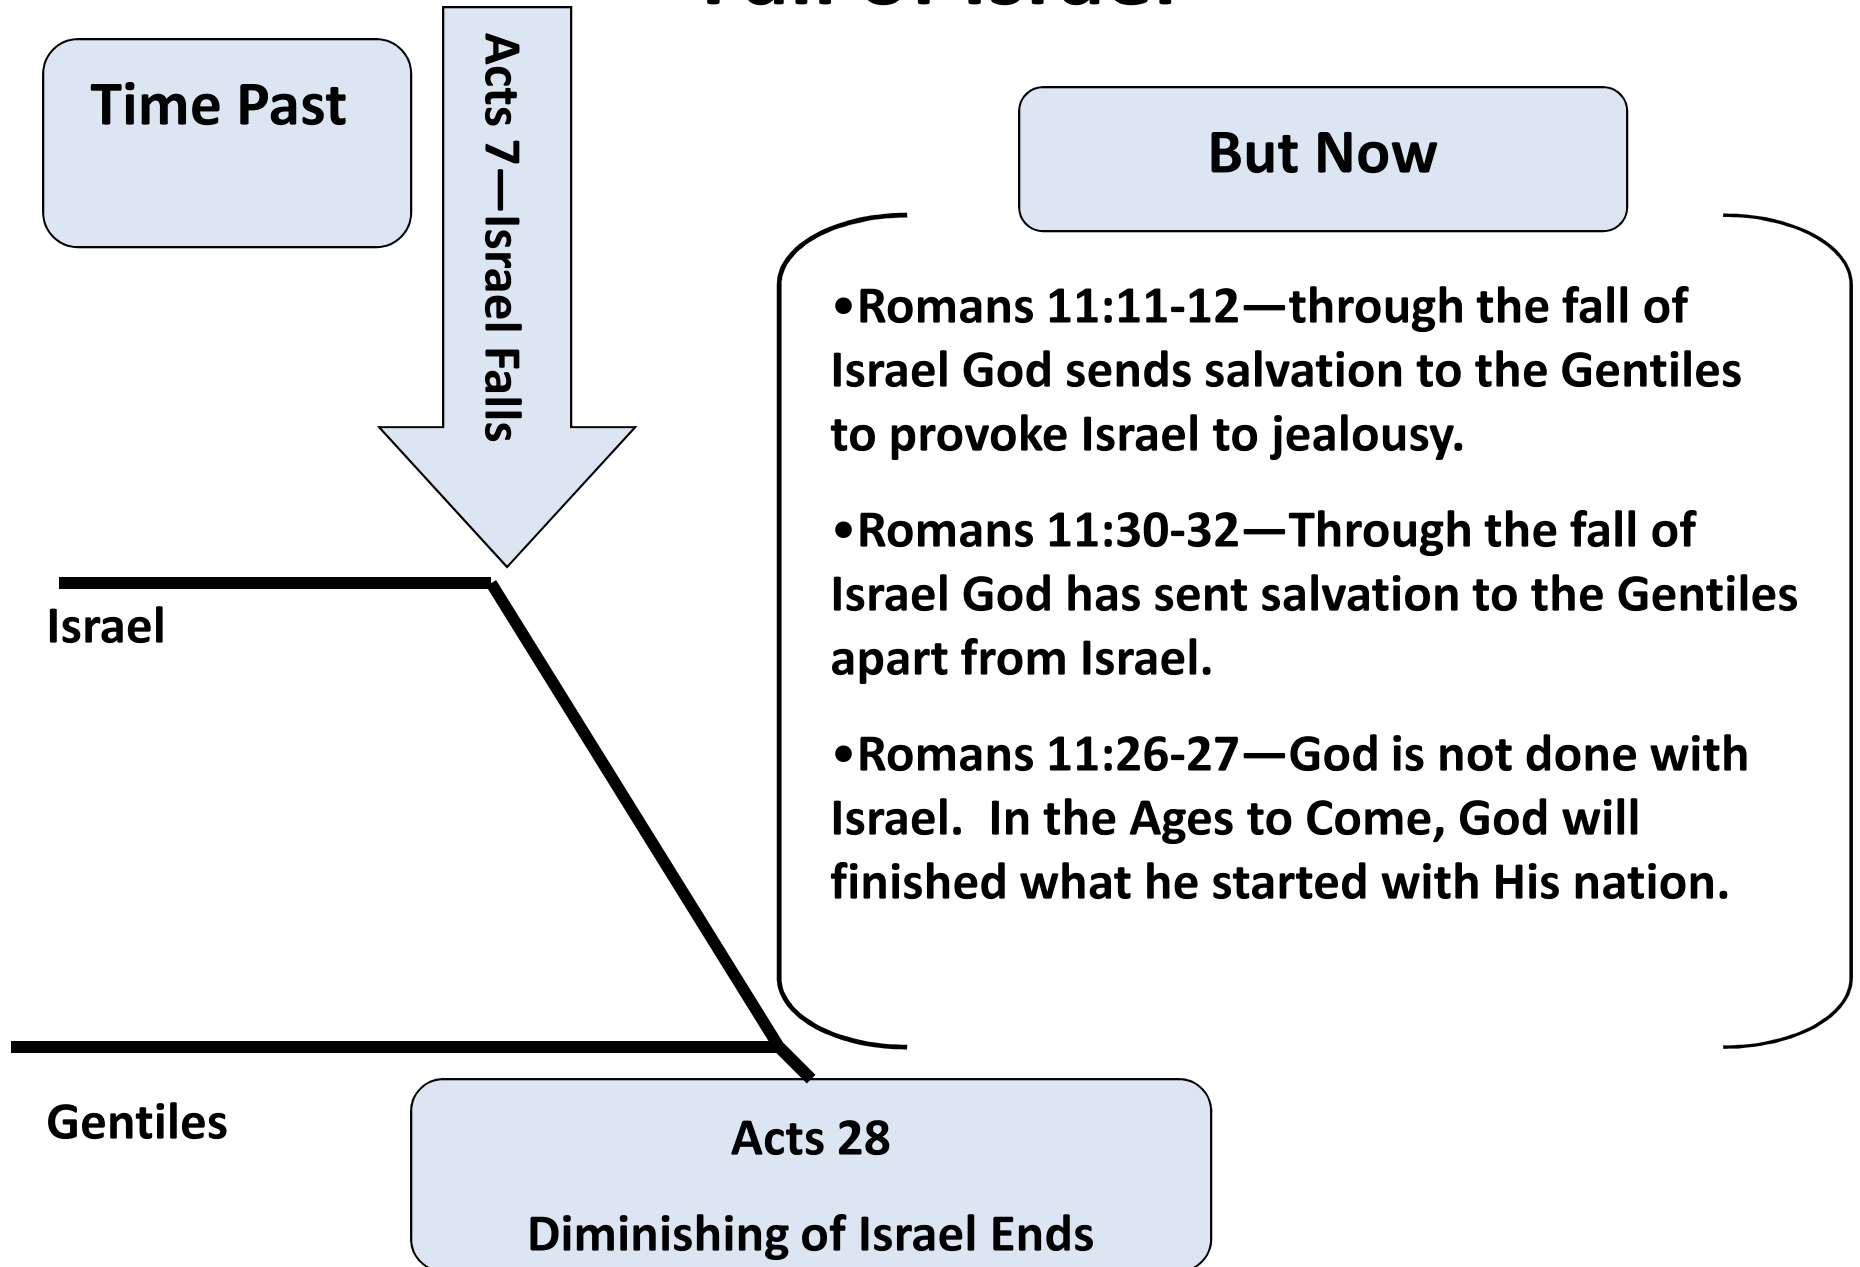 Fall of Israel
Time Past
Acts 7—Israel Falls
But Now
•Romans 11:11-12—through the fall of
Israel God sends salvation to the Gentiles
to provoke Israel to jealousy.
•Romans 11:30-32—Through the fall of
Israel God has sent salvation to the Gentiles
apart from Israel.
•Romans 11:26-27—God is not done with
Israel.  In the Ages to Come, God will
finished what he started with His nation.
Israel
Gentiles
Acts 28
Diminishing of Israel Ends